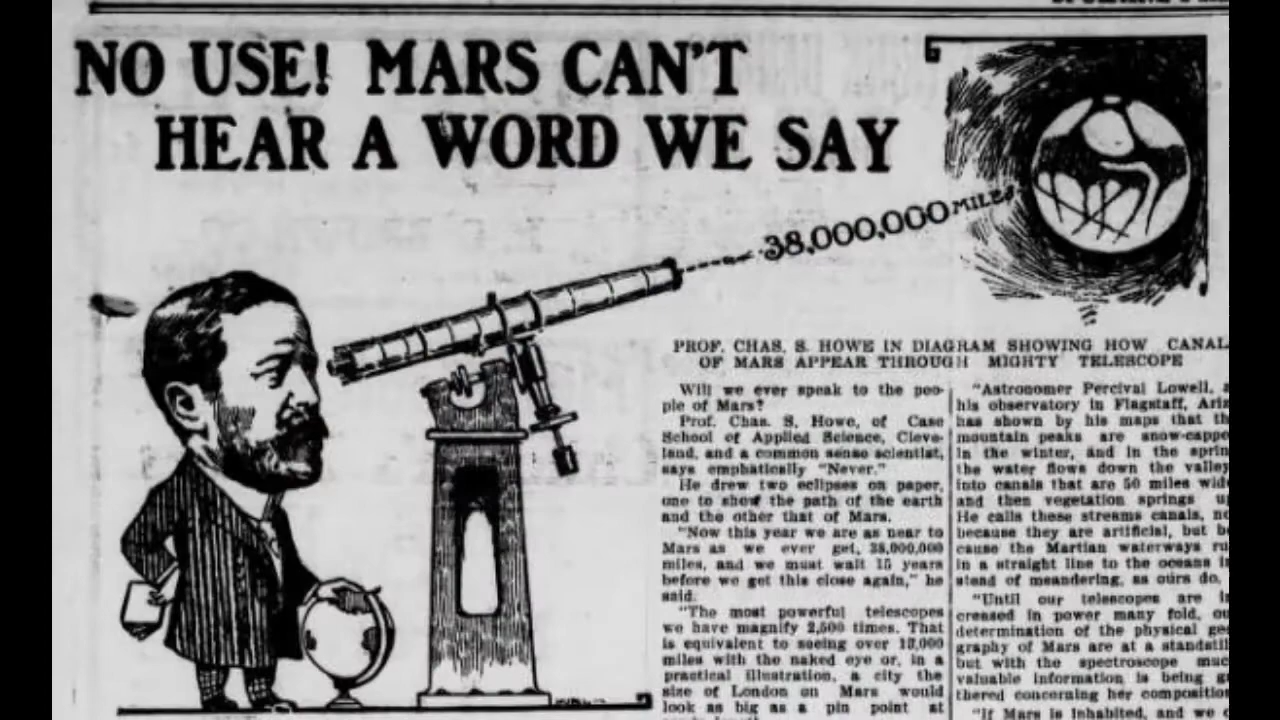 NO USE! MARS CAN'T
HEAR A WORD WE SAY
38,000,000 MILES
PROF. CHAS. S. HOWE IN DIAGRAM SHOWING HOW CANAL
OF MARS APPEAR THROUGH MIGHTY TELESCOPE
Will we ever speak to the peo-
ple of Mars?
Prof. Chas. S. Howe, of Case
School of Applied Science, Cleve-
land, and a common sense scientist,
says emphatically "Never."
He drew two eclipses on paper,
one to show the path of the earth
and the other that of Mars.
"Now this year we are as near to
Mars as we ever get, 38,000,000
miles, and we must wait 15 years
before we get this close again," he
said.
"The most powerful telescopes
we have magnify 2,500 times. That
is equivalent to seeing over 12,000
miles with the naked eye or, in a
practical illustration, a city the
size of London on Mars would
look as big as a pin point at
"Astronomer Percival Lowell,
his observatory in Flagstaff, Ariz
has shown by his maps that th
mountain peaks are snow-cappe
in the winter, and in the sprin
the water flows down the valley
into canals that are 50 miles wid
and then vegetation springs u
He calls these streams canals, no
because they are artificial, but b
cause the Martian waterways ru
in a straight line to the oceans i
stead of meandering, as ours do.
"Until our telescopes are i
creased in power many fold, ou
determination of the physical geo
graphy of Mars are at a standstil
but with the spectroscope muc
valuable information is being g
thered concerning her composition
"If Mars is inhabited, and we c